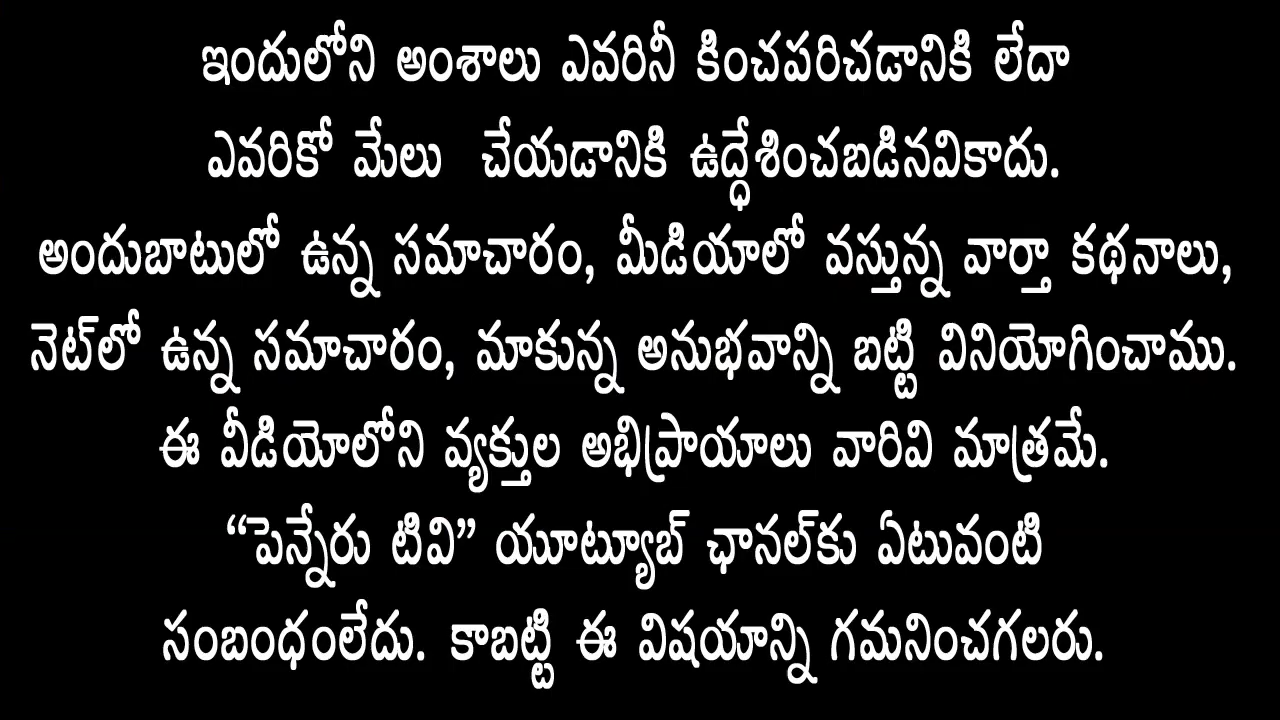 ఇందులోని అంశాలు ఎవరినీ కించపరిచడానికి లేదా
ఎవరికో మేలు చేయడానికి ఉద్ధేశించబడినవికాదు.
అందుబాటులో ఉన్న సమాచారం, మీడియాలో వస్తున్న వార్తా కథనాలు,
నెట్‌లో ఉన్న సమాచారం, మాకున్న అనుభవాన్ని బట్టి వినియోగించాము.
ఈ వీడియోలోని వ్యక్తుల అభిప్రాయాలు వారివి మాత్రమే.
“పెన్నేరు టివి” యూట్యూబ్ ఛానల్‌కు ఏటువంటి
సంబంధంలేదు. కాబట్టి ఈ విషయాన్ని గమనించగలరు.